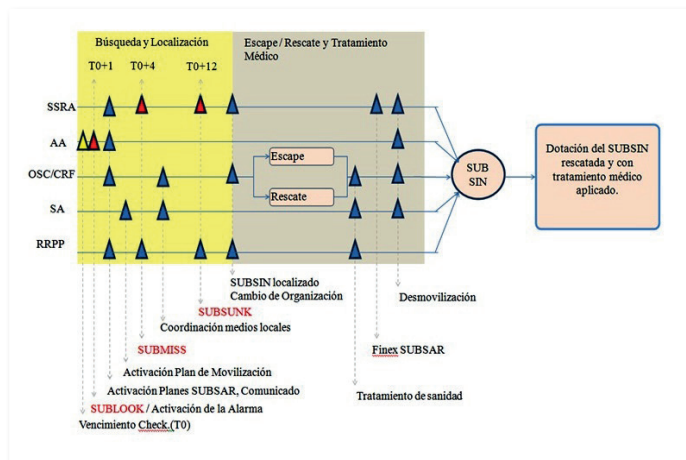 Búsqueda y Localización
Escape/Rescate y Tratamiento
Médico
T0+1
T0+4
T0+12
SSRA
AA
OSC/CRF
SA
RRPP
Escape
Rescate
SUB
SIN
Dotación del SUBSIN
rescatada y con
tratamiento médico
aplicado.
SUBSIN localizado
Cambio de Organización
SUBSUNK
Coordinación medios locales
SUBMISS
Activación Plan de Movilización
Activación Planes SUBSAR, Comunicado
SUBLOOK / Activación de la Alarma
Vencimiento Check.(T0)
Desmovilización
Finex SUBSAR
Tratamiento de sanidad